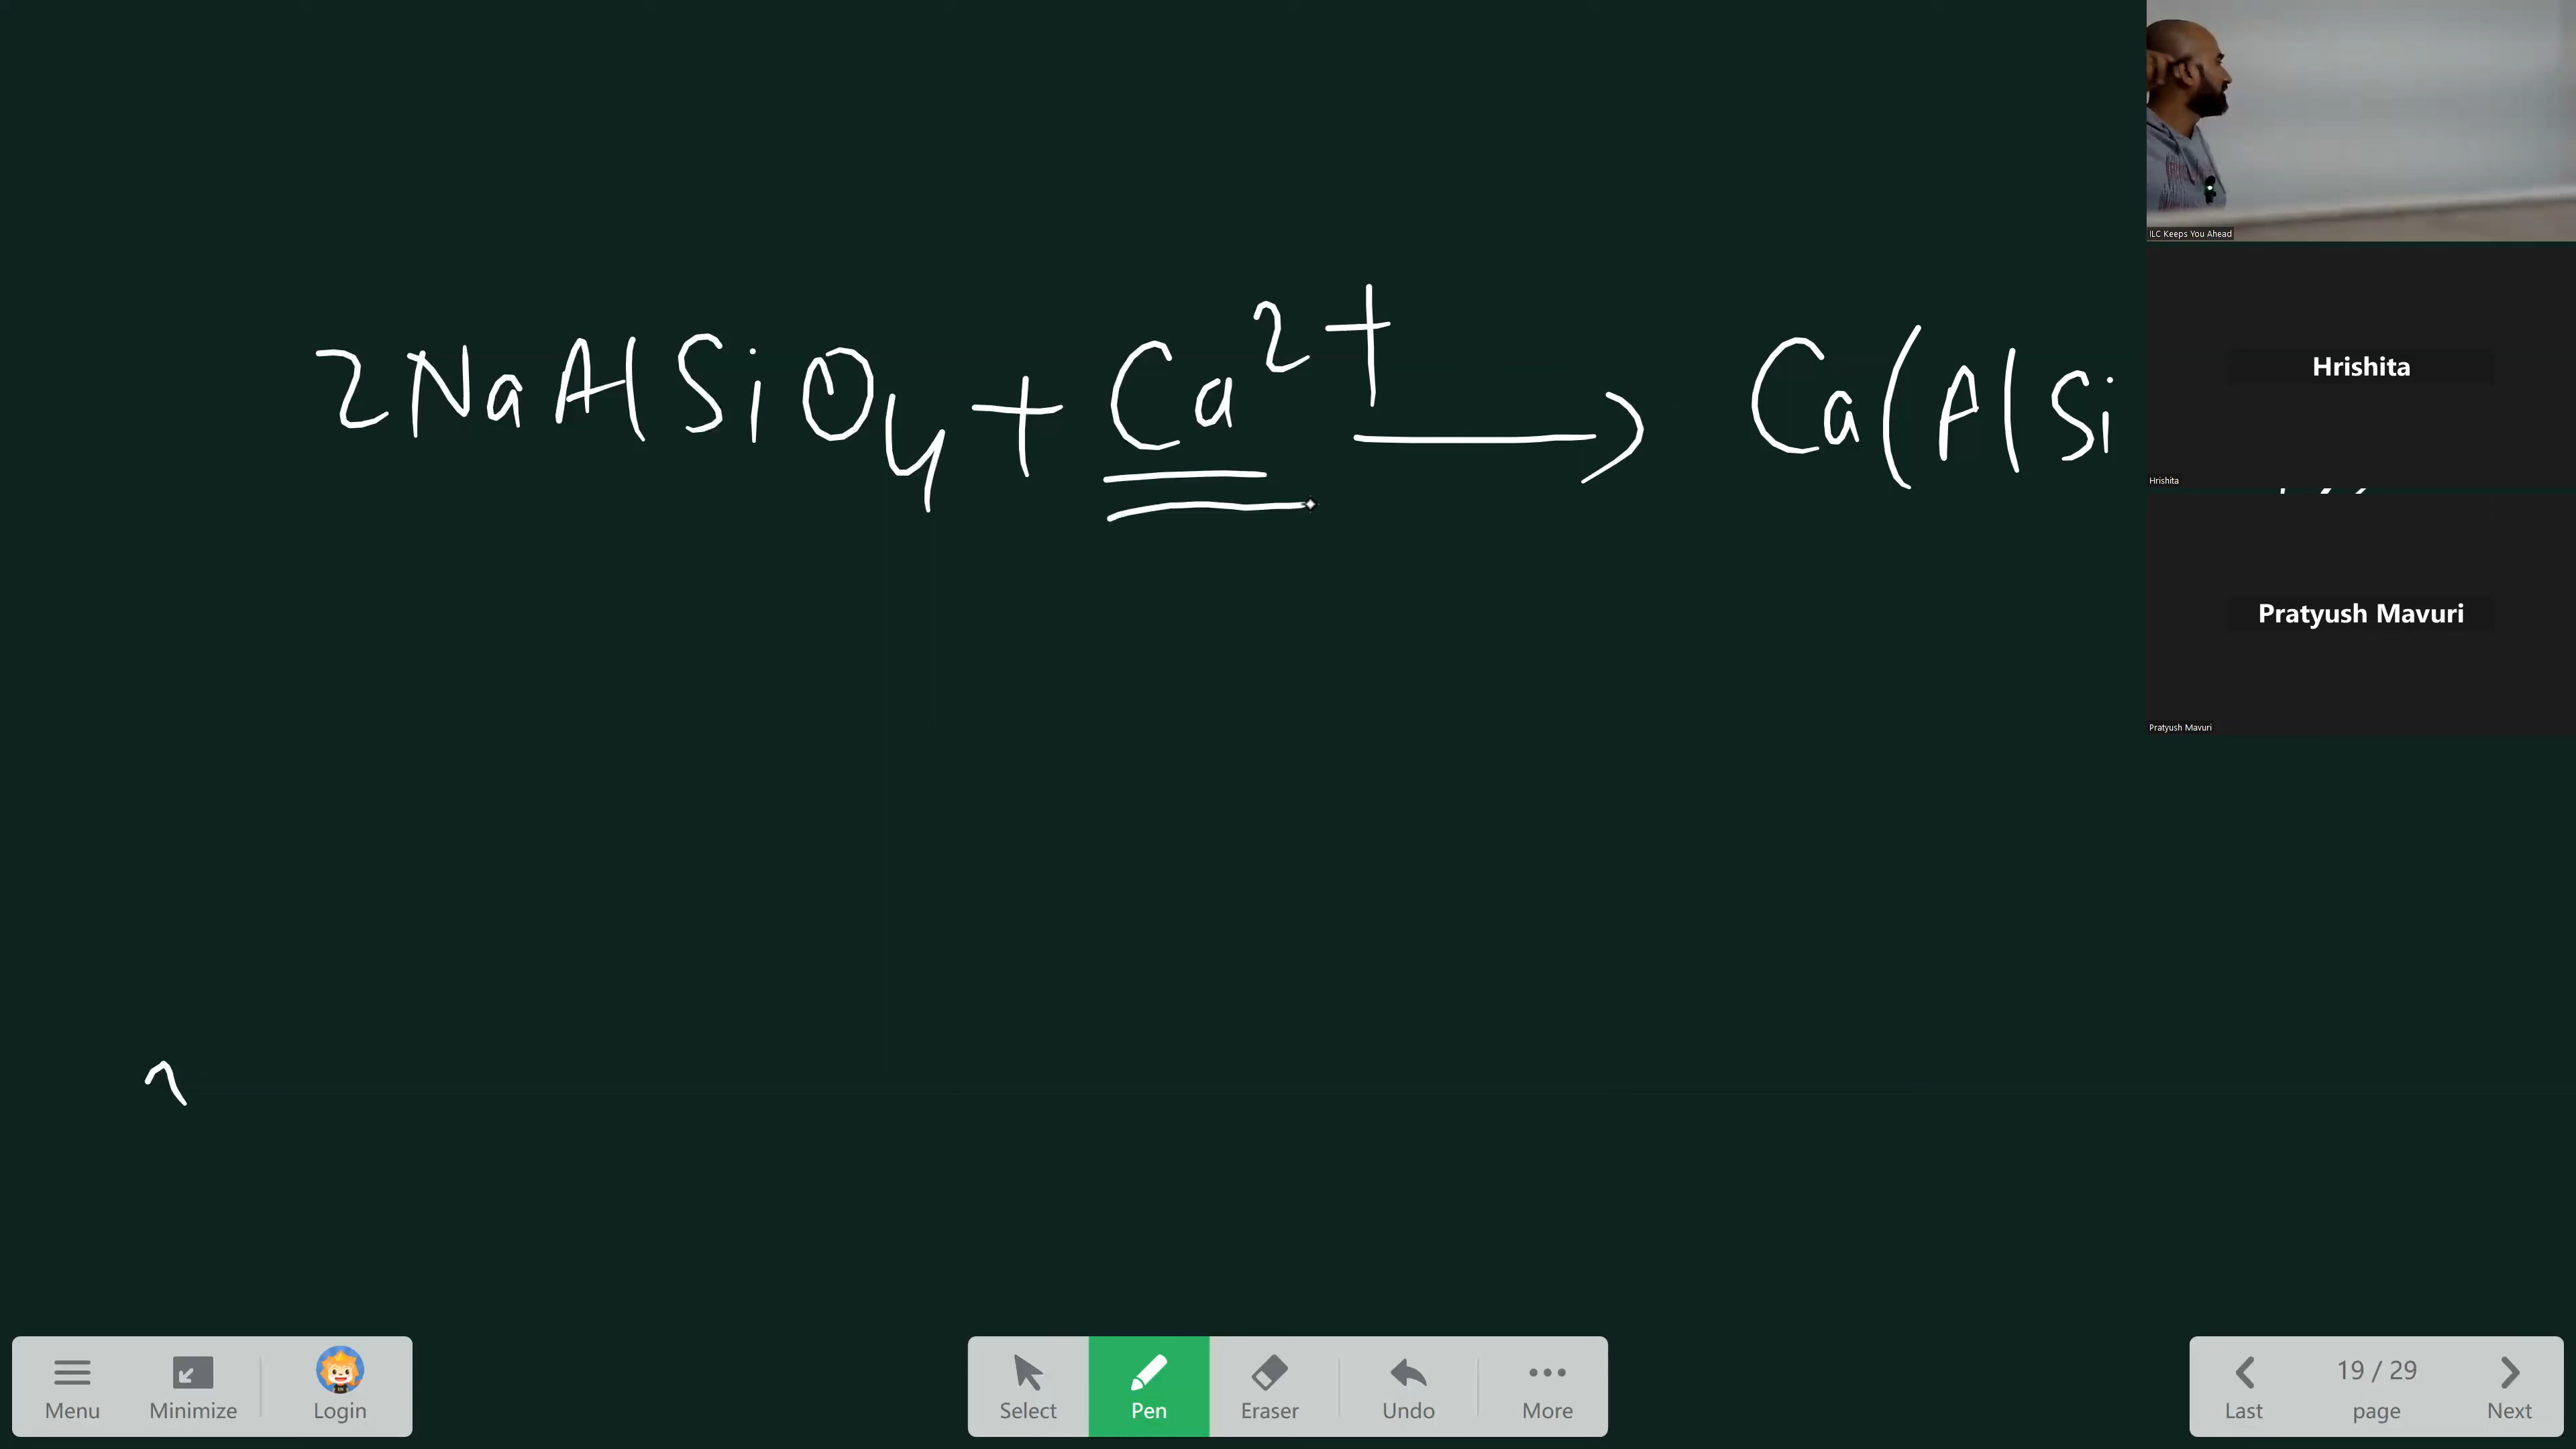 2NaAlSiO₄ + Ca²⁺ ⟶ Ca(AlSi
ILC Keeps You Ahead
Hrishita
Hrishita
Pratyush Mavuri
Pratyush Mavuri
Menu
Minimize
Login
Select
Pen
Eraser
Undo
More
Last
19 / 29
page
Next